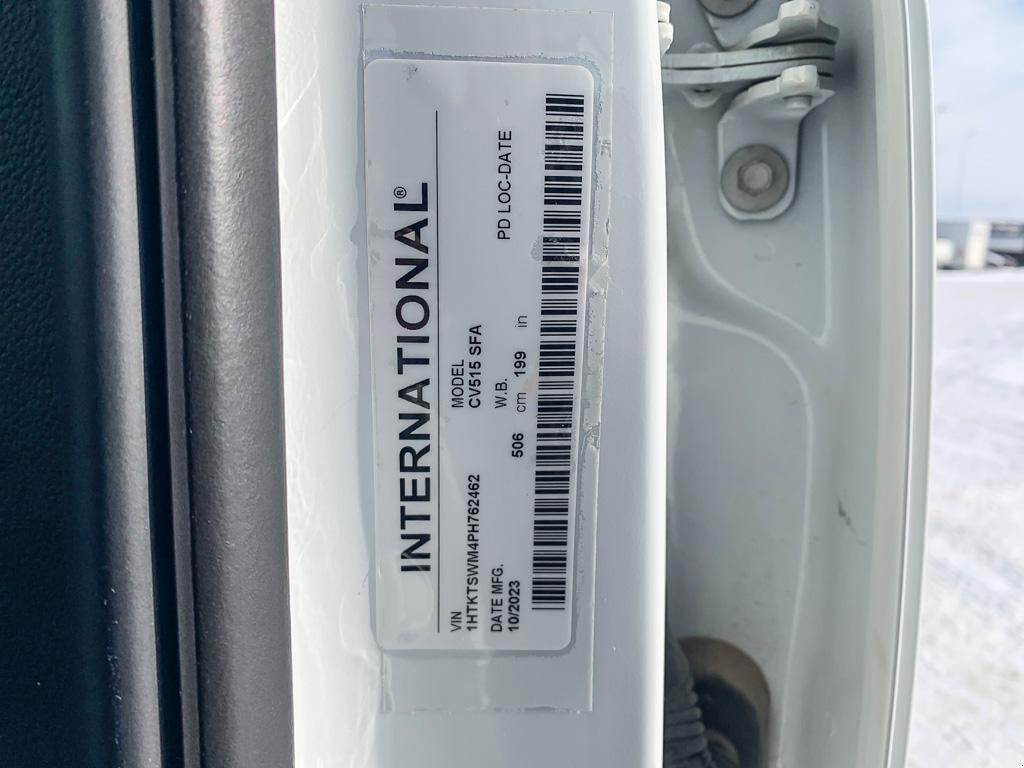 INTERNATIONAL®
VIN
1HTKTSWM4PH762462
MODEL
CV515 SFA
DATE MFG.
10/2023
W.B.
506 cm 199 in
PD LOC-DATE